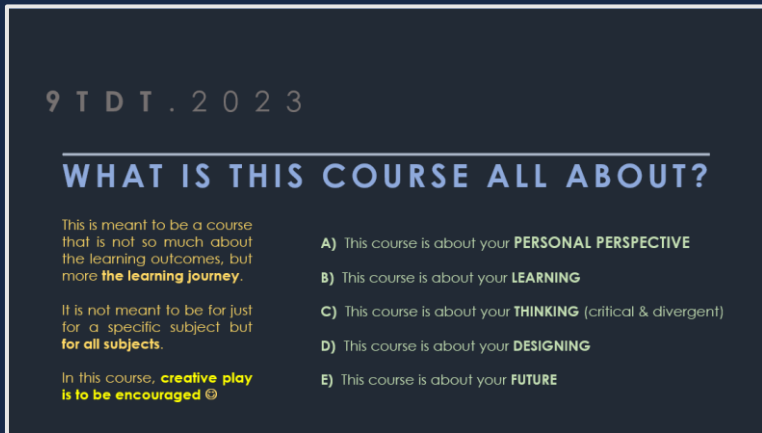 9TDT.2023
WHAT IS THIS COURSE ALL ABOUT?
This is meant to be a course
that is not so much about
the learning outcomes, but
more the learning journey.
It is not meant to be for just
for a specific subject but
for all subjects.
In this course, creative play
is to be encouraged ☺
A) This course is about your PERSONAL PERSPECTIVE
B) This course is about your LEARNING
C) This course is about your THINKING (critical & divergent)
D) This course is about your DESIGNING
E) This course is about your FUTURE